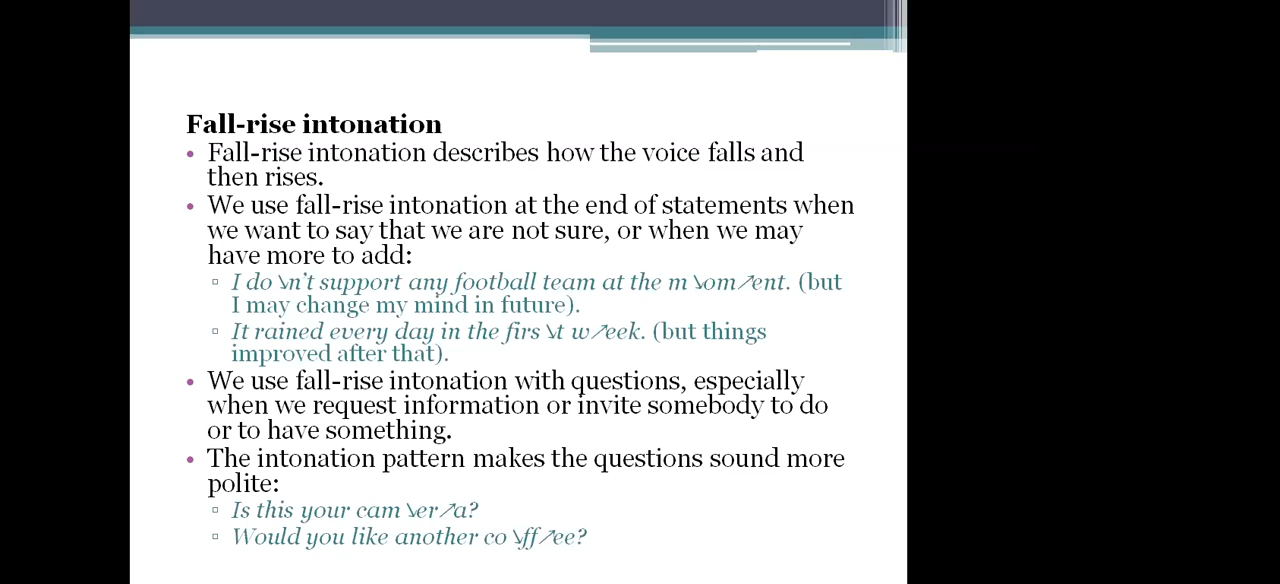 Fall-rise intonation
• Fall-rise intonation describes how the voice falls and
then rises.
• We use fall-rise intonation at the end of statements when
we want to say that we are not sure, or when we may
have more to add:
▫ I do ↘n't support any football team at the m ↘om↗ent. (but
I may change my mind in future).
▫ It rained every day in the firs ↘t w↗eek. (but things
improved after that).
• We use fall-rise intonation with questions, especially
when we request information or invite somebody to do
or to have something.
• The intonation pattern makes the questions sound more
polite:
▫ Is this your cam ↘er↗a?
▫ Would you like another co ↘ff↗ee?